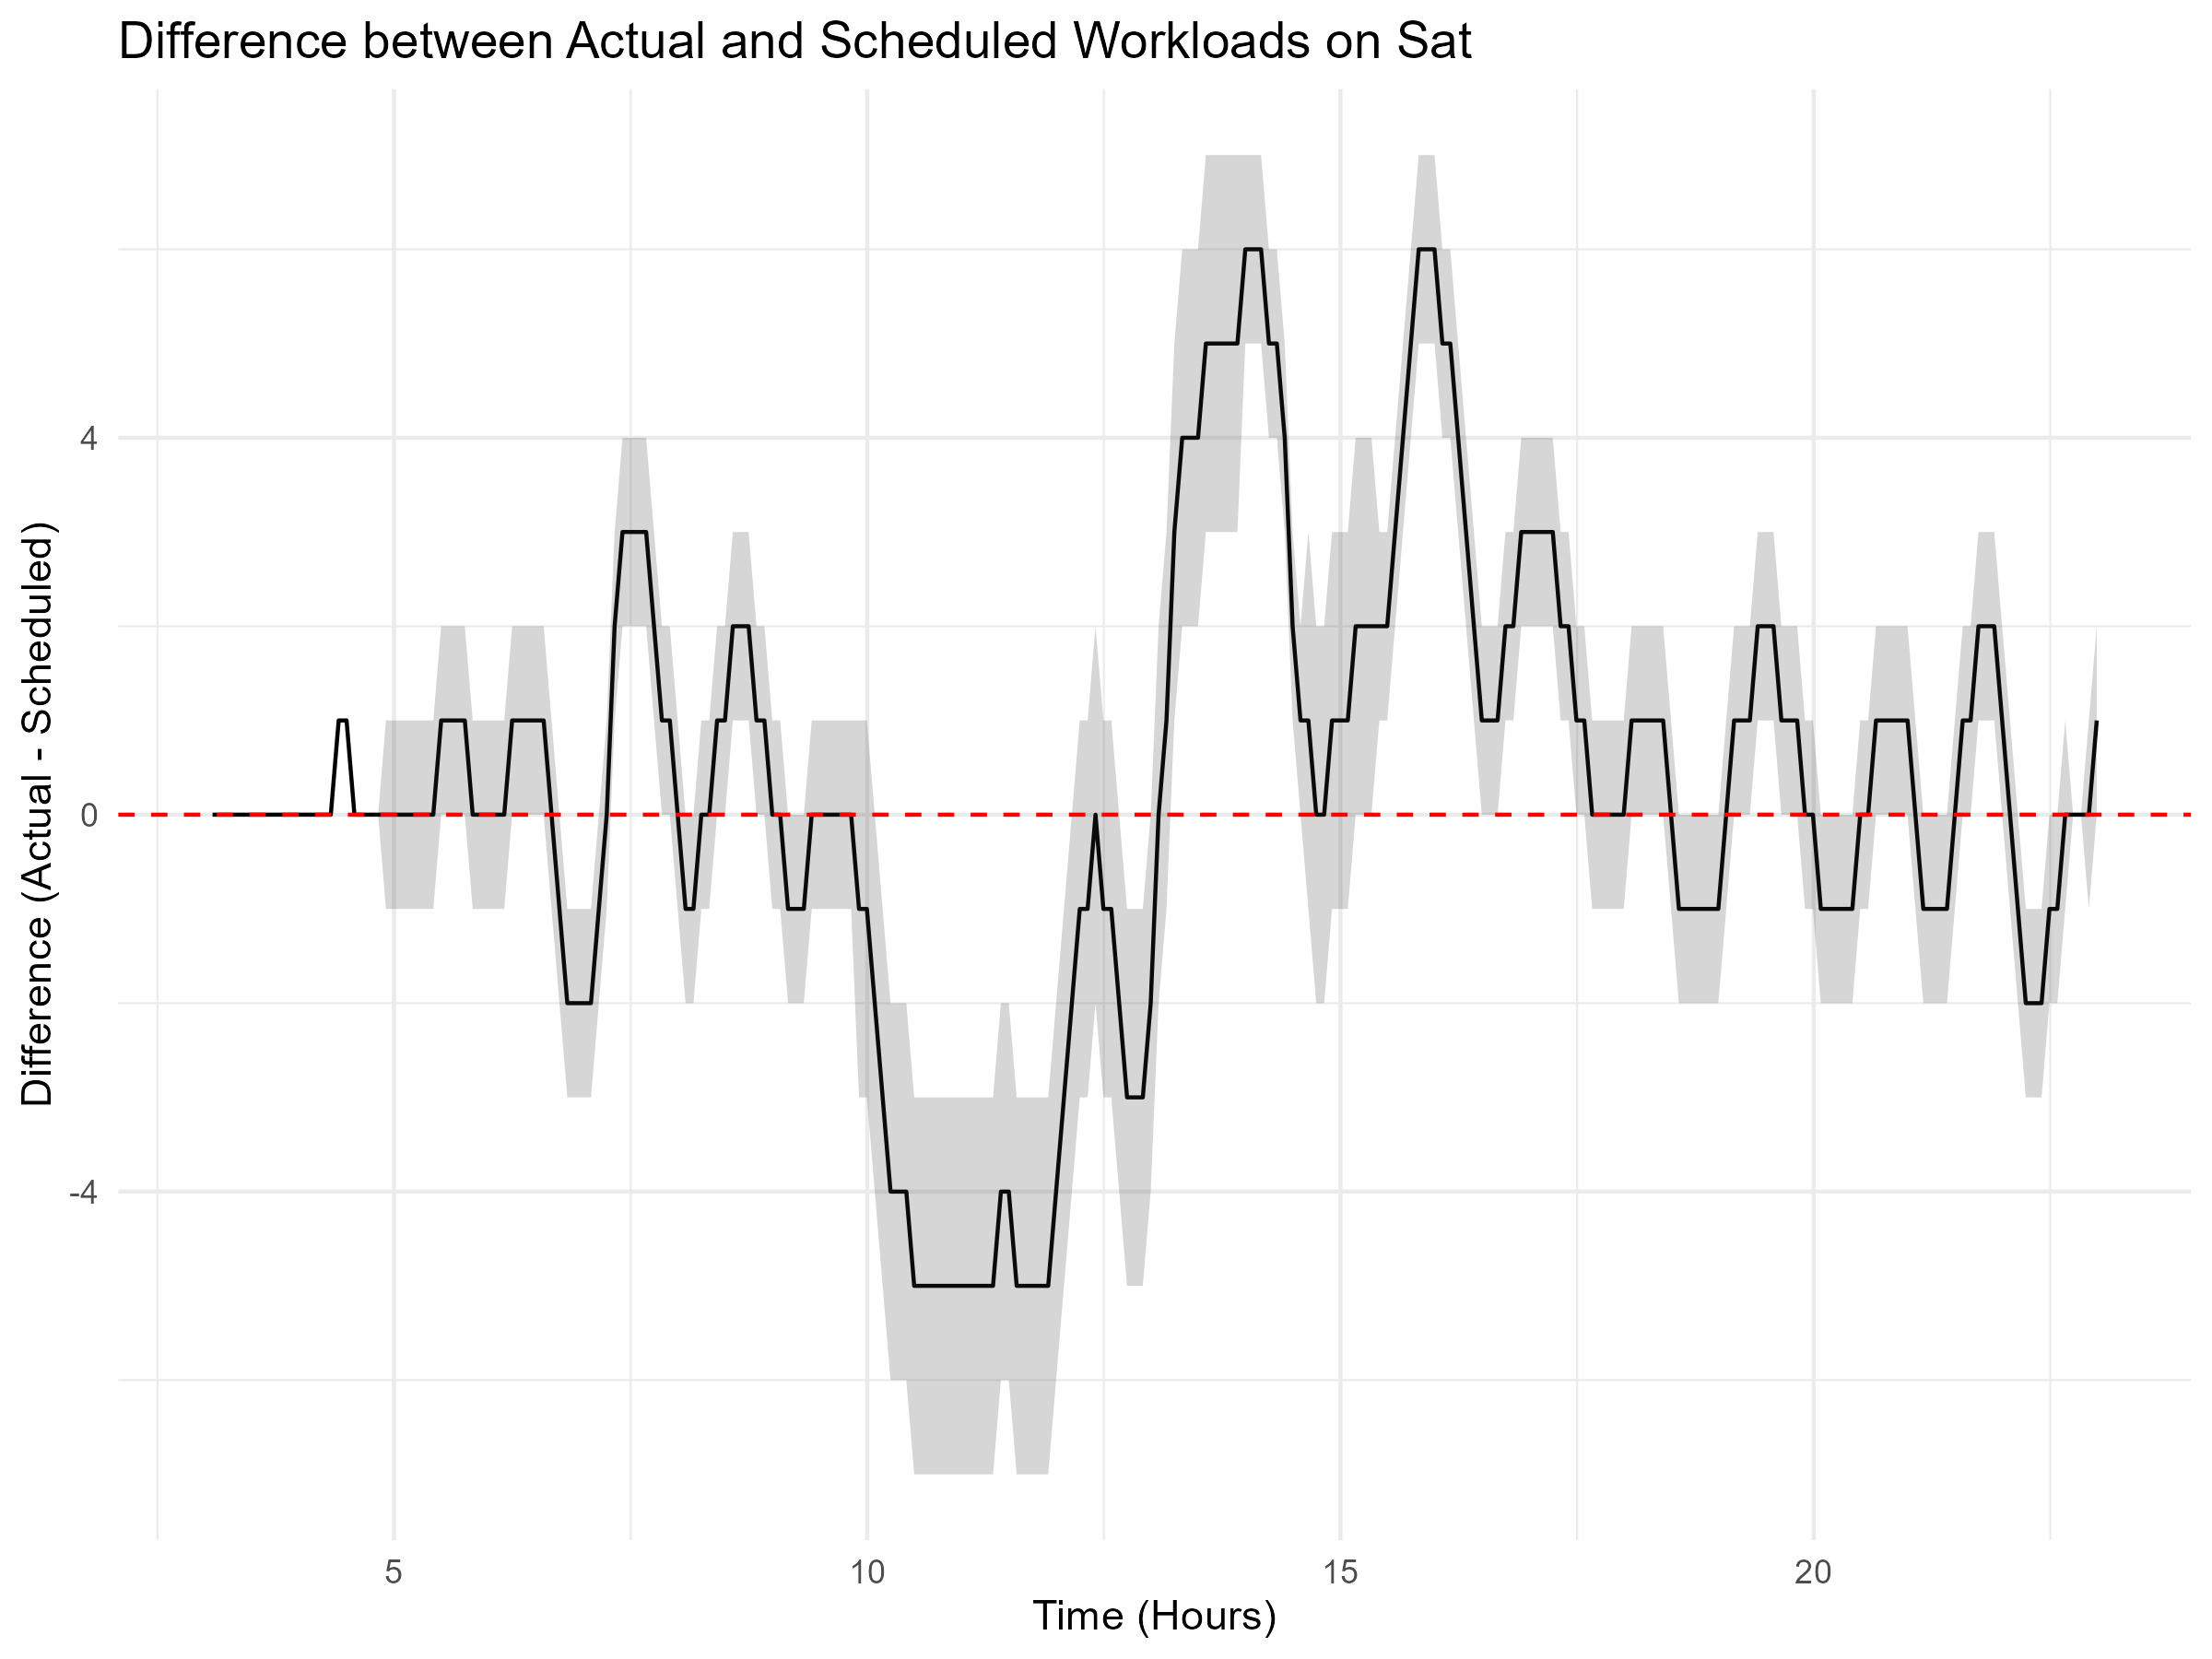 Difference between Actual and Scheduled Workloads on Sat
Difference (Actual - Scheduled)
4
0
-4
5
10
15
20
Time (Hours)